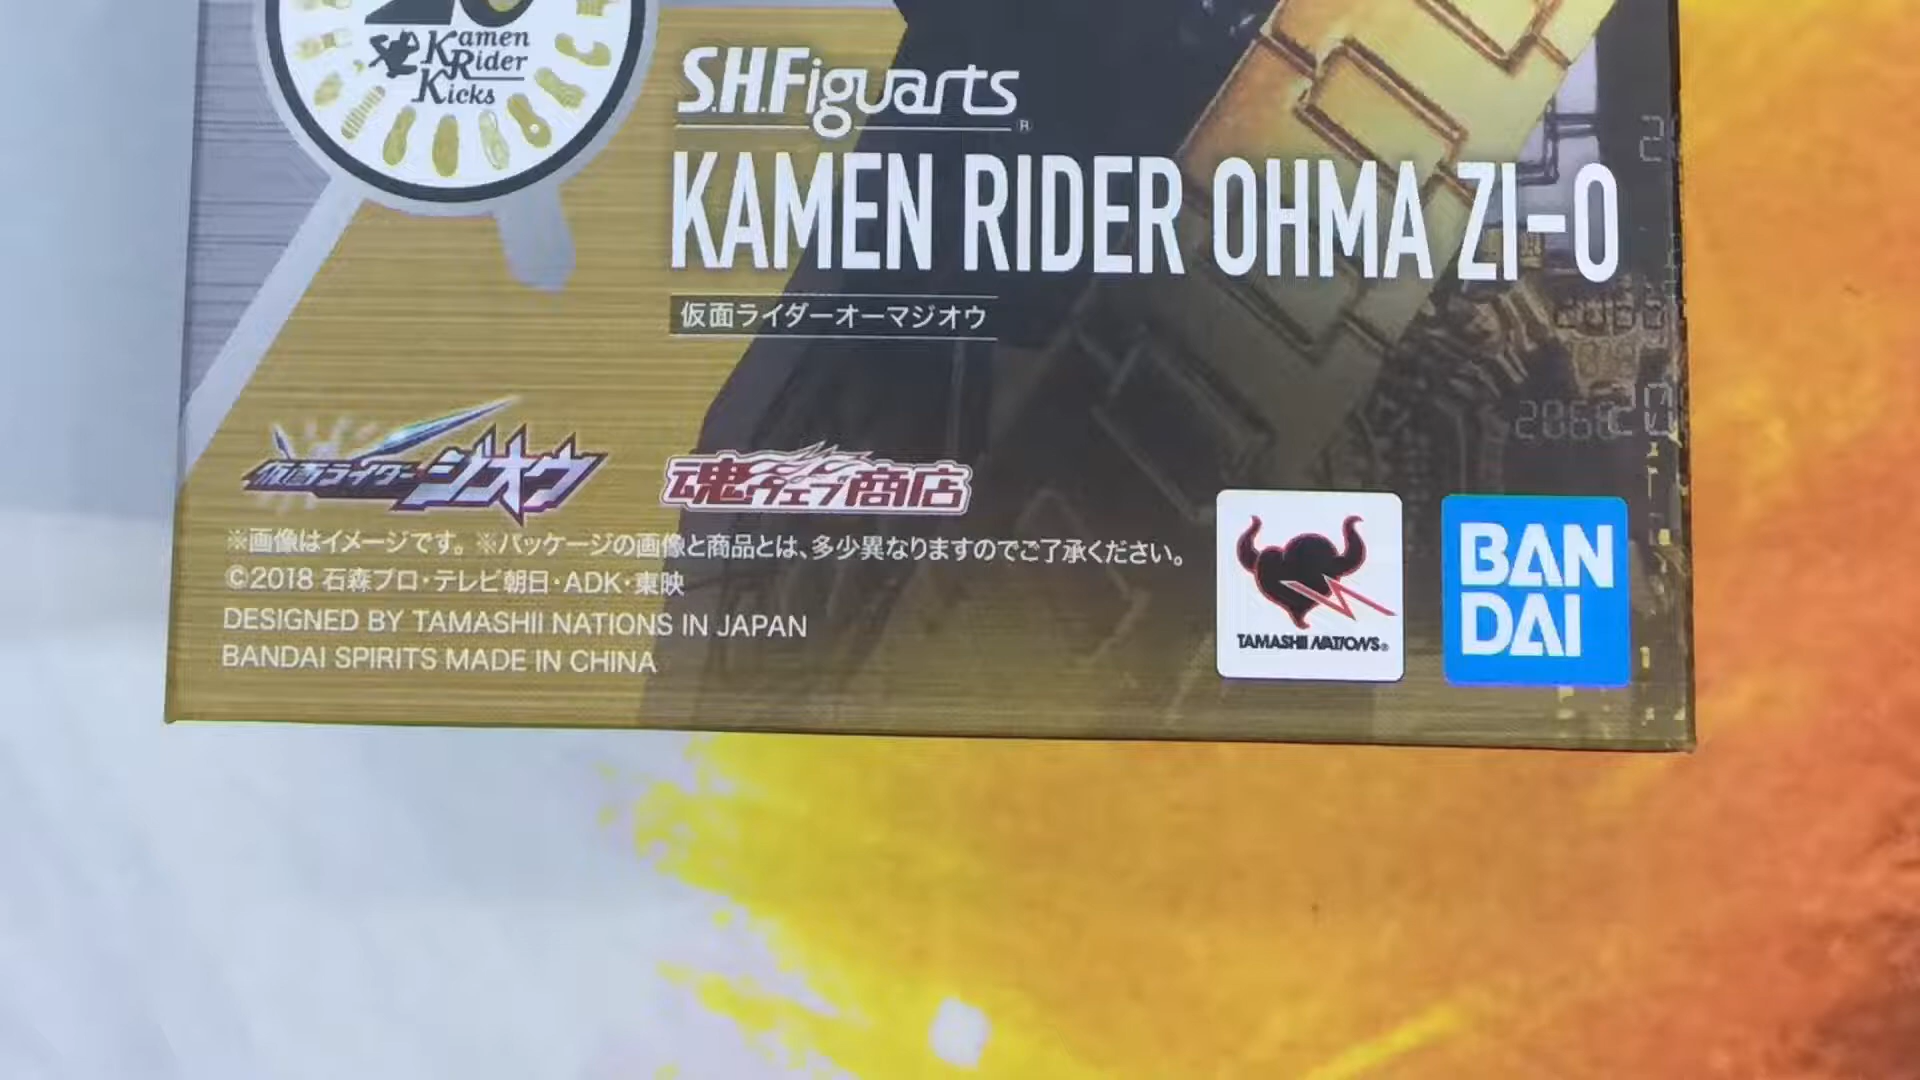 20
Kamen
Rider
Kicks
S.H.Figuarts®
KAMEN RIDER OHMA ZI-O
仮面ライダーオーマジオウ
仮面ライダージオウ
魂ウェブ商店
※画像はイメージです。※パッケージの画像と商品とは、多少異なりますのでご了承ください。
©2018 石森プロ・テレビ朝日・ADK・東映
DESIGNED BY TAMASHII NATIONS IN JAPAN
BANDAI SPIRITS MADE IN CHINA
TAMASHII NATIONS®
BAN
DAI
2068